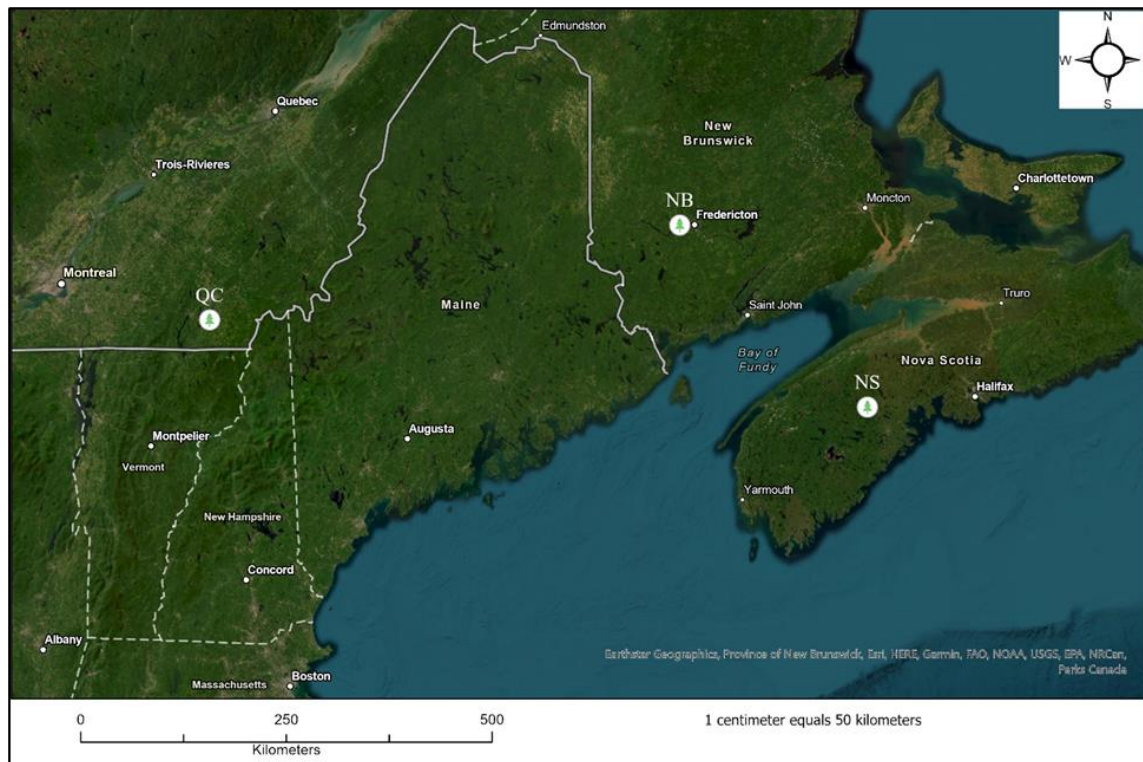 N
W
S
Edmundston
Quebec
New
Brunswick
Trois-Rivieres
Charlottetown
NB
Fredericton
Moncton
Montreal
QC
Maine
Saint John
Truro
Bay of
Fundy
Nova Scotia
NS
Halifax
Augusta
Montpelier
Vermont
Yarmouth
New Hampshire
Concord
Albany
Earthstar Geographics, Province of New Brunswick, Esri, HERE, Garmin, FAO, NOAA, USGS, EPA, NRCan,
Parks Canada
Massachusetts
Boston
0 250 500
1 centimeter equals 50 kilometers
Kilometers